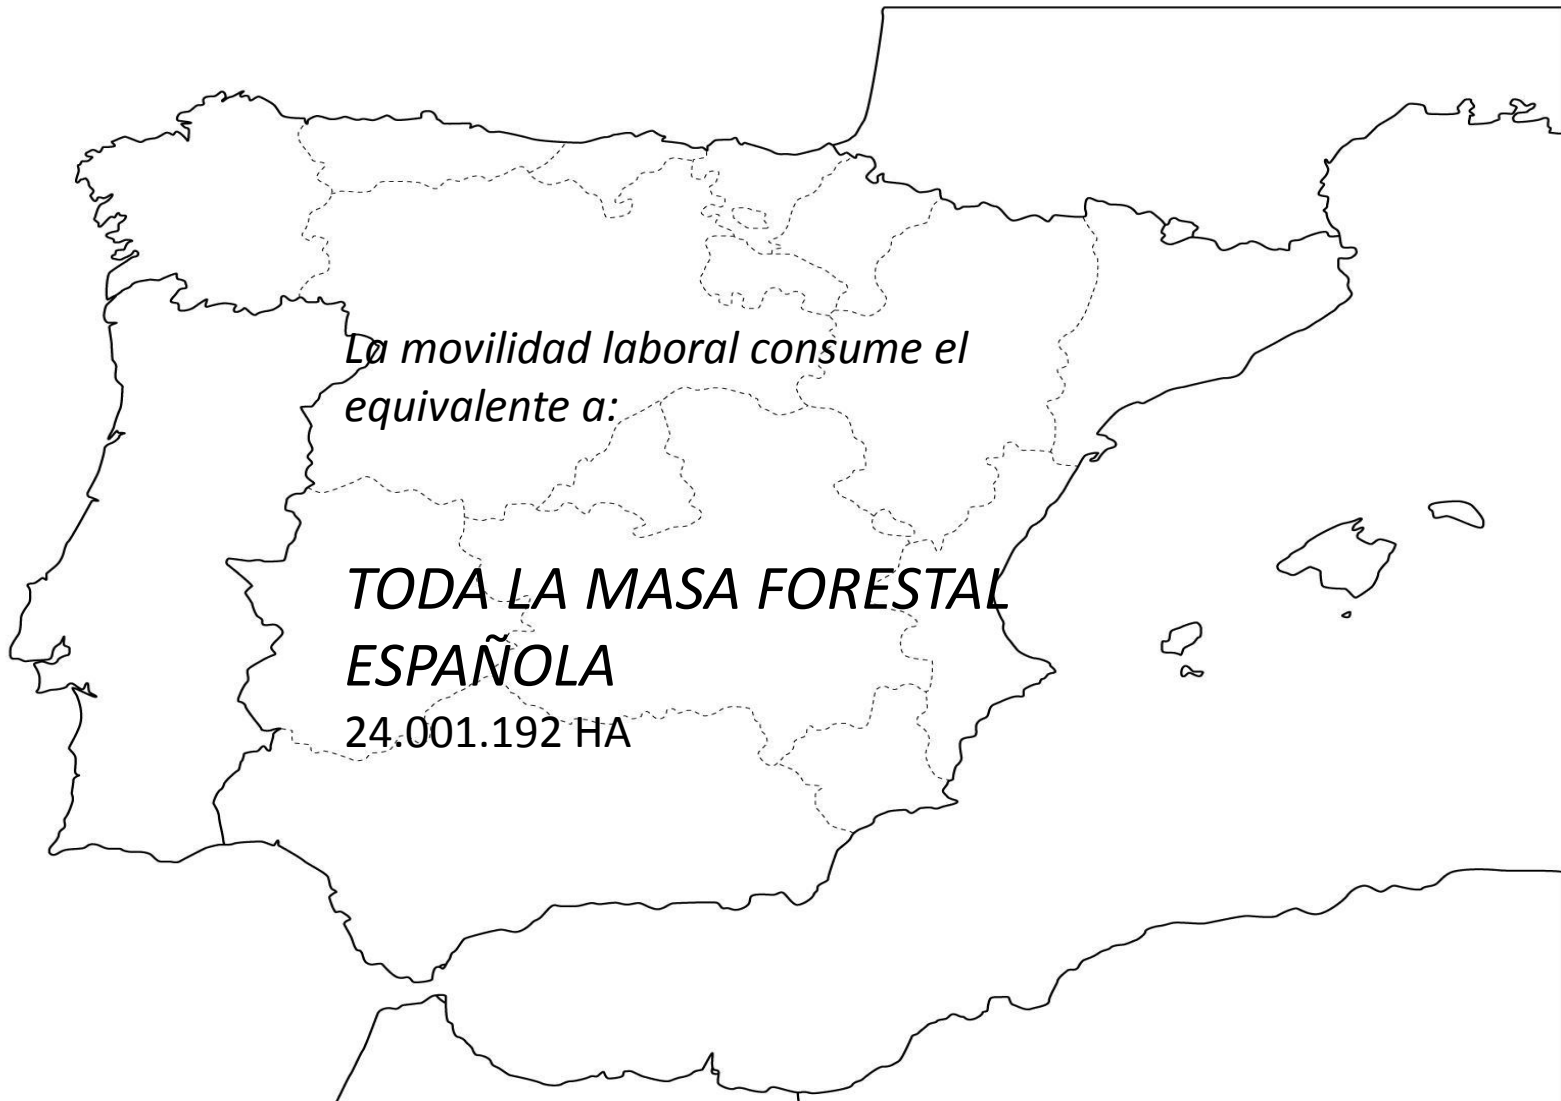 La movilidad laboral consume el
equivalente a:
TODA LA MASA FORESTAL
ESPAÑOLA
24.001.192 HA